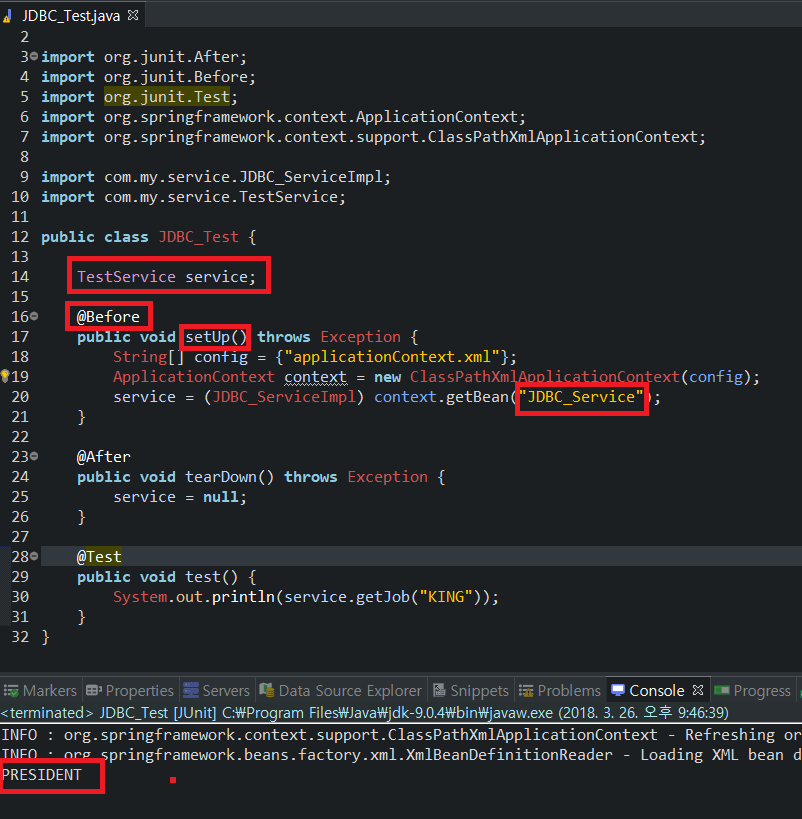 JDBC_Test.java
2
3 import org.junit.After;
4 import org.junit.Before;
5 import org.junit.Test;
6 import org.springframework.context.ApplicationContext;
7 import org.springframework.context.support.ClassPathXmlApplicationContext;
8
9 import com.my.service.JDBC_ServiceImpl;
10 import com.my.service.TestService;
11
12 public class JDBC_Test {
13
14 TestService service;
15
16 @Before
17 public void setUp() throws Exception {
18 String[] config = {"applicationContext.xml"};
19 ApplicationContext context = new ClassPathXmlApplicationContext(config);
20 service = (JDBC_ServiceImpl) context.getBean("JDBC_Service");
21 }
22
23 @After
24 public void tearDown() throws Exception {
25 service = null;
26 }
27
28 @Test
29 public void test() {
30 System.out.println(service.getJob("KING"));
31 }
32 }
Markers Properties Servers Data Source Explorer Snippets Problems Console Progress
<terminated> JDBC_Test [JUnit] C:₩Program Files₩Java₩jdk-9.0.4₩bin₩javaw.exe (2018. 3. 26. 오후 9:46:39)
INFO : org.springframework.context.support.ClassPathXmlApplicationContext - Refreshing or
INFO : org.springframework.beans.factory.xml.XmlBeanDefinitionReader - Loading XML bean d
PRESIDENT